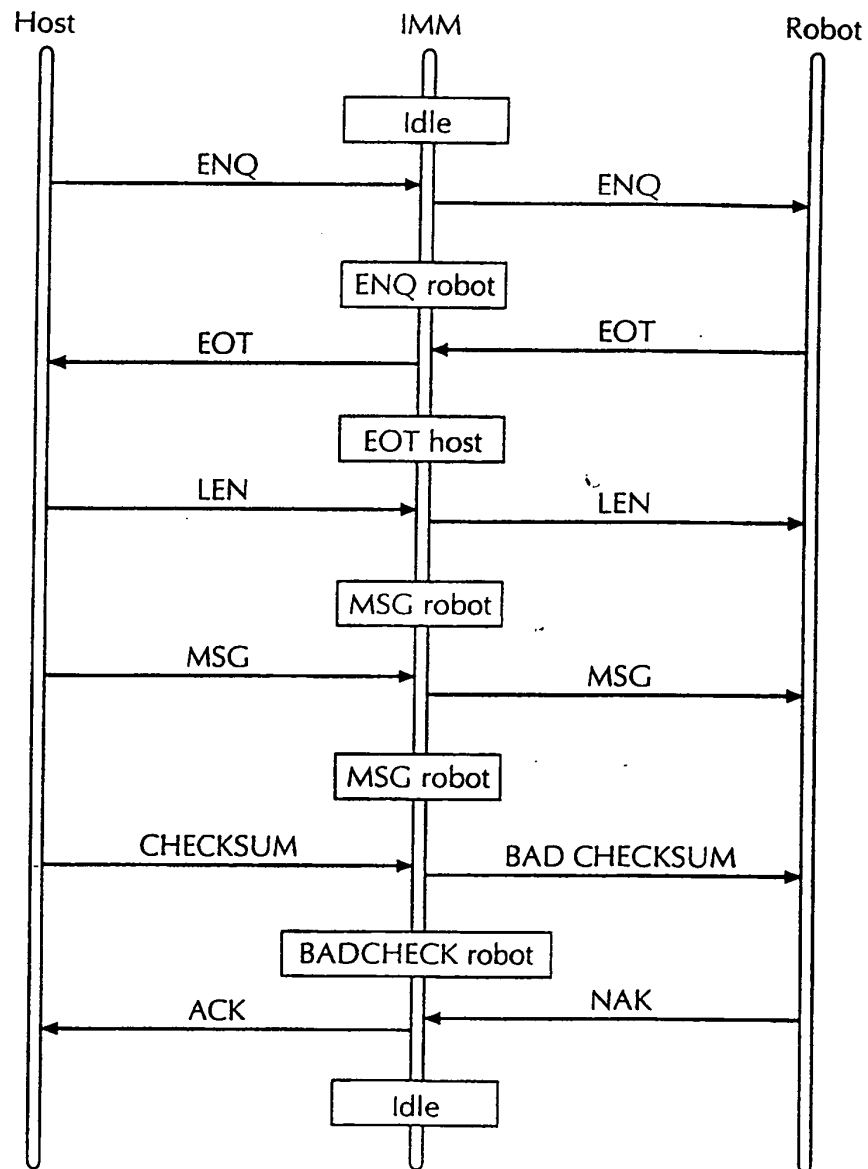 Host
IMM
Robot
Idle
ENQ
ENQ
ENQ robot
EOT
EOT
EOT host
LEN
LEN
MSG robot
MSG
MSG
MSG robot
CHECKSUM
BAD CHECKSUM
BADCHECK robot
ACK
NAK
Idle